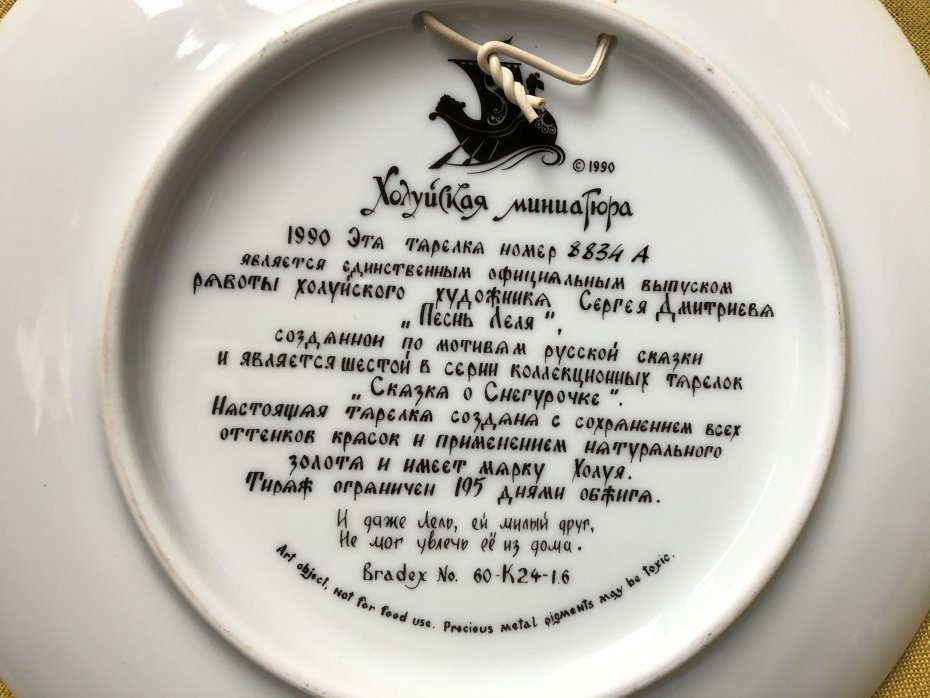 © 1990
Холуйская миниатюра
1990 Эта тарелка номер 8834 А
является единственным официальным выпуском
работы холуйского художника Сергея Дмитриева
„Песнь Леля“,
созданной по мотивам русской сказки
и является шестой в серии коллекционных тарелок
„Сказка о Снегурочке“.
Настоящая тарелка создана с сохранением всех
оттенков красок и применением натурального
золота и имеет марку Холуя.
Тираж ограничен 195 днями обжига.
И даже Лель, ей милый друг,
Не мог увлечь её из дома.
Bradex No. 60-K24-1.6
Art object, not for food use. Precious metal pigments may be toxic.